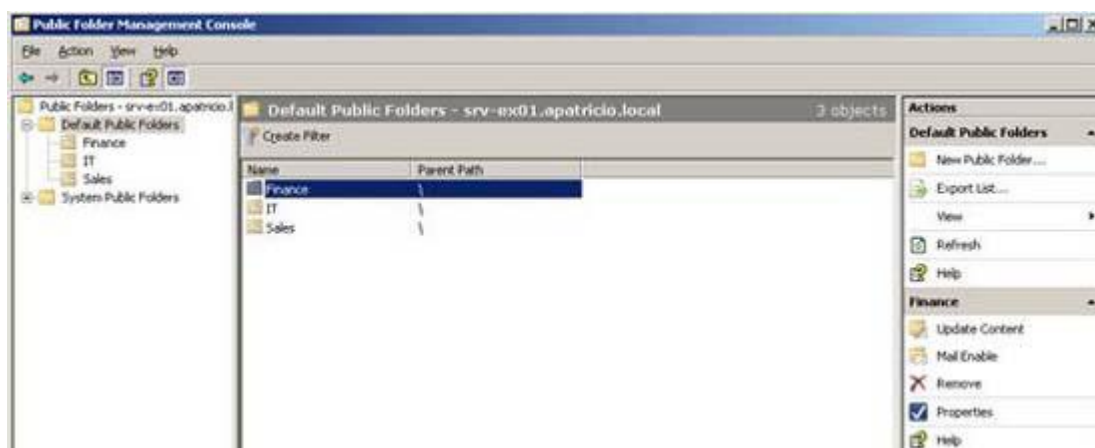 Public Folder Management Console
File Action View Help
Public Folders - srv-ex01.apatricio.l
Default Public Folders
Finance
IT
Sales
System Public Folders
Default Public Folders - srv-ex01.apatricio.local 3 objects
Create Filter
Name Parent Path
Finance \
IT \
Sales \
Actions
Default Public Folders
New Public Folder...
Export List...
View
Refresh
Help
Finance
Update Content
Mail Enable
Remove
Properties
Help